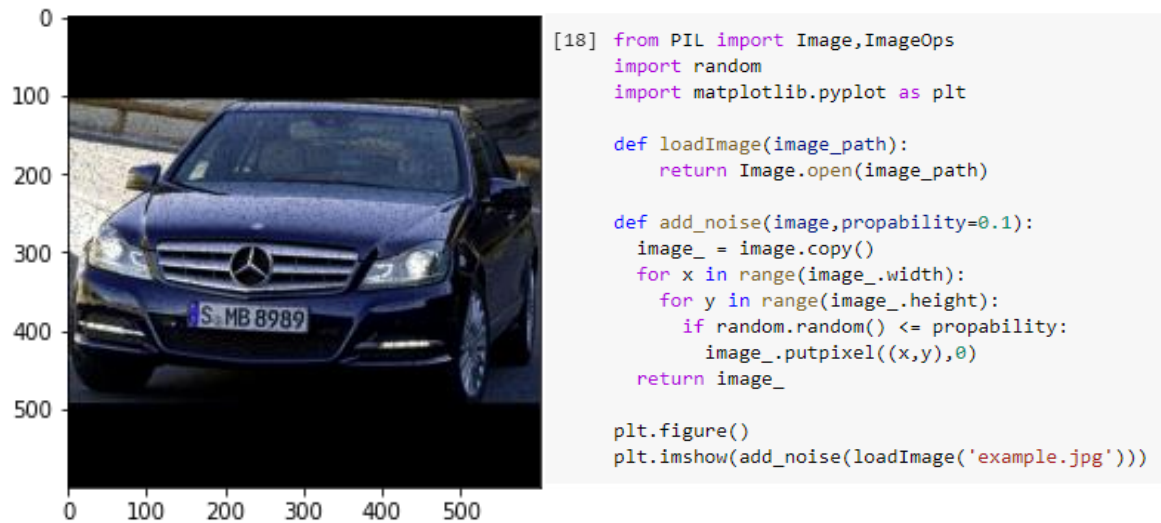 0
100
200
300
400
500
0 100 200 300 400 500
S MB 8989
[18] from PIL import Image,ImageOps
import random
import matplotlib.pyplot as plt
def loadImage(image_path):
return Image.open(image_path)
def add_noise(image,propability=0.1):
image_ = image.copy()
for x in range(image_.width):
for y in range(image_.height):
if random.random() <= propability:
image_.putpixel((x,y),0)
return image_
plt.figure()
plt.imshow(add_noise(loadImage('example.jpg')))